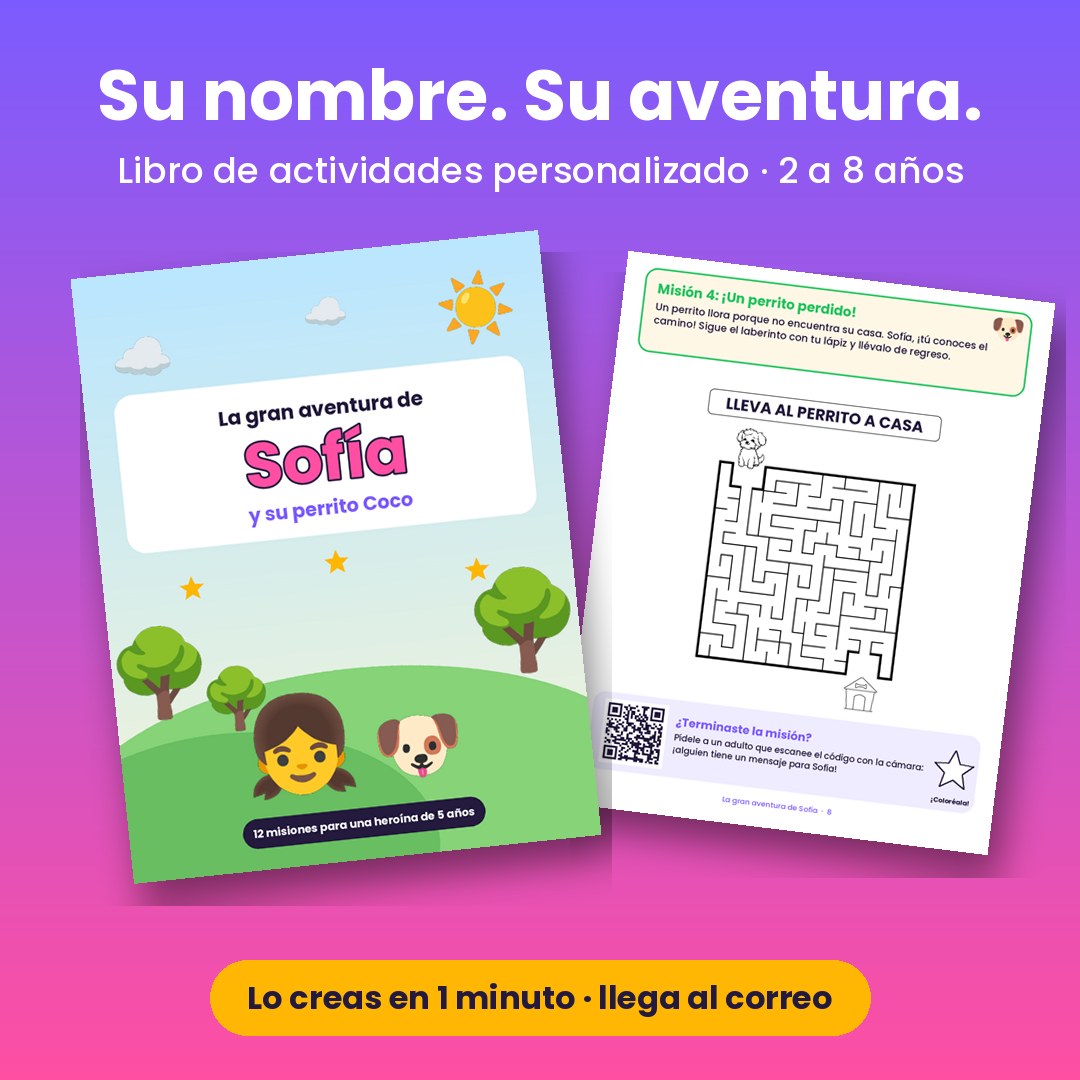 Su nombre. Su aventura.
Libro de actividades personalizado · 2 a 8 años
La gran aventura de
Sofía
y su perrito Coco
12 misiones para una heroína de 5 años
Misión 4: ¡Un perrito perdido!
Un perrito llora porque no encuentra su casa. Sofía, ¡tú conoces el
camino! Sigue el laberinto con tu lápiz y llévalo de regreso.
LLEVA AL PERRITO A CASA
¿Terminaste la misión?
Pídele a un adulto que escanee el código con la cámara:
¡alguien tiene un mensaje para Sofía!
¡Coloréala!
La gran aventura de Sofía · 8
Lo creas en 1 minuto · llega al correo